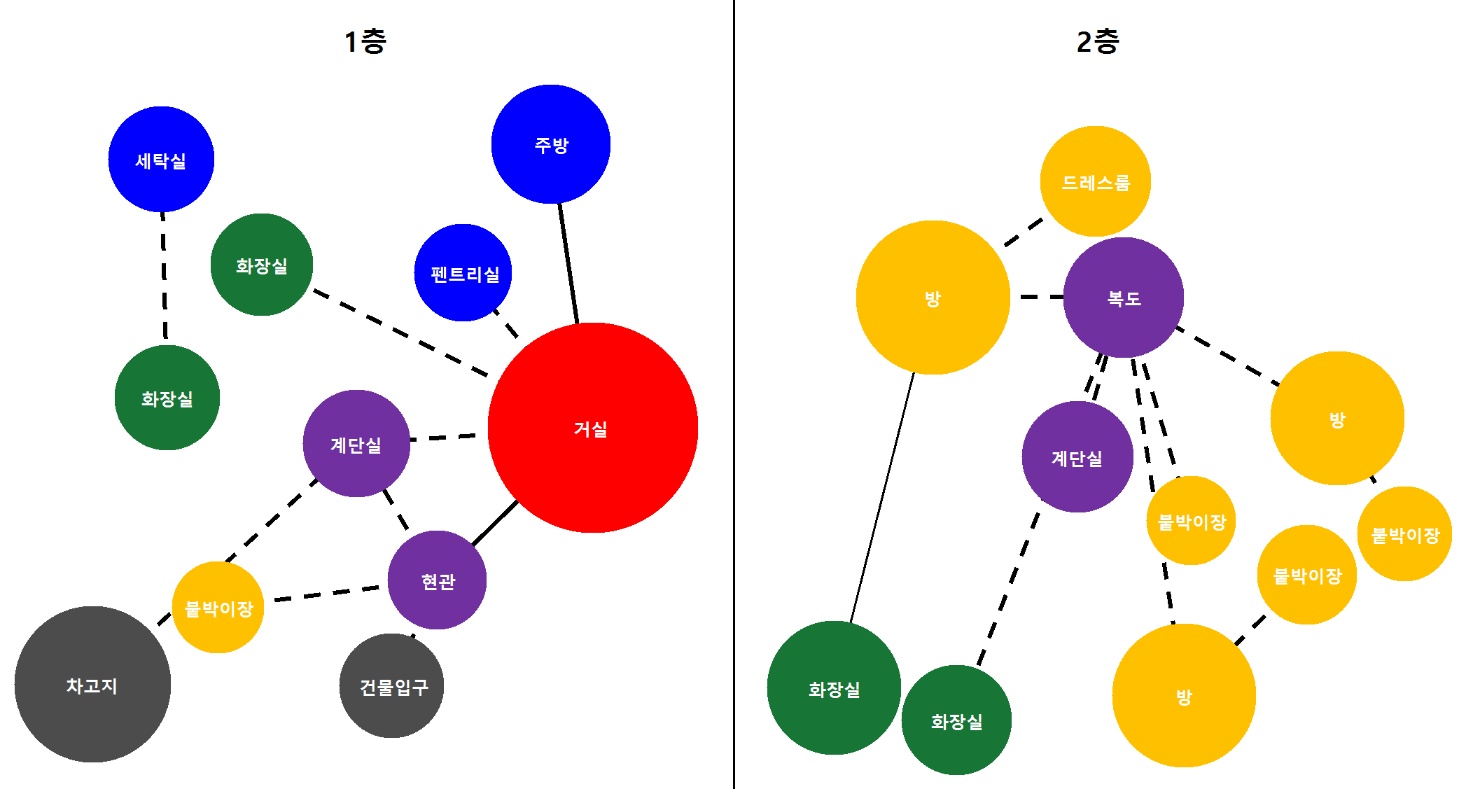 1층
세탁실
주방
화장실
펜트리실
화장실
거실
계단실
현관
붙박이장
차고지
건물입구
2층
드레스룸
방
복도
방
계단실
붙박이장
붙박이장
붙박이장
화장실
화장실
방